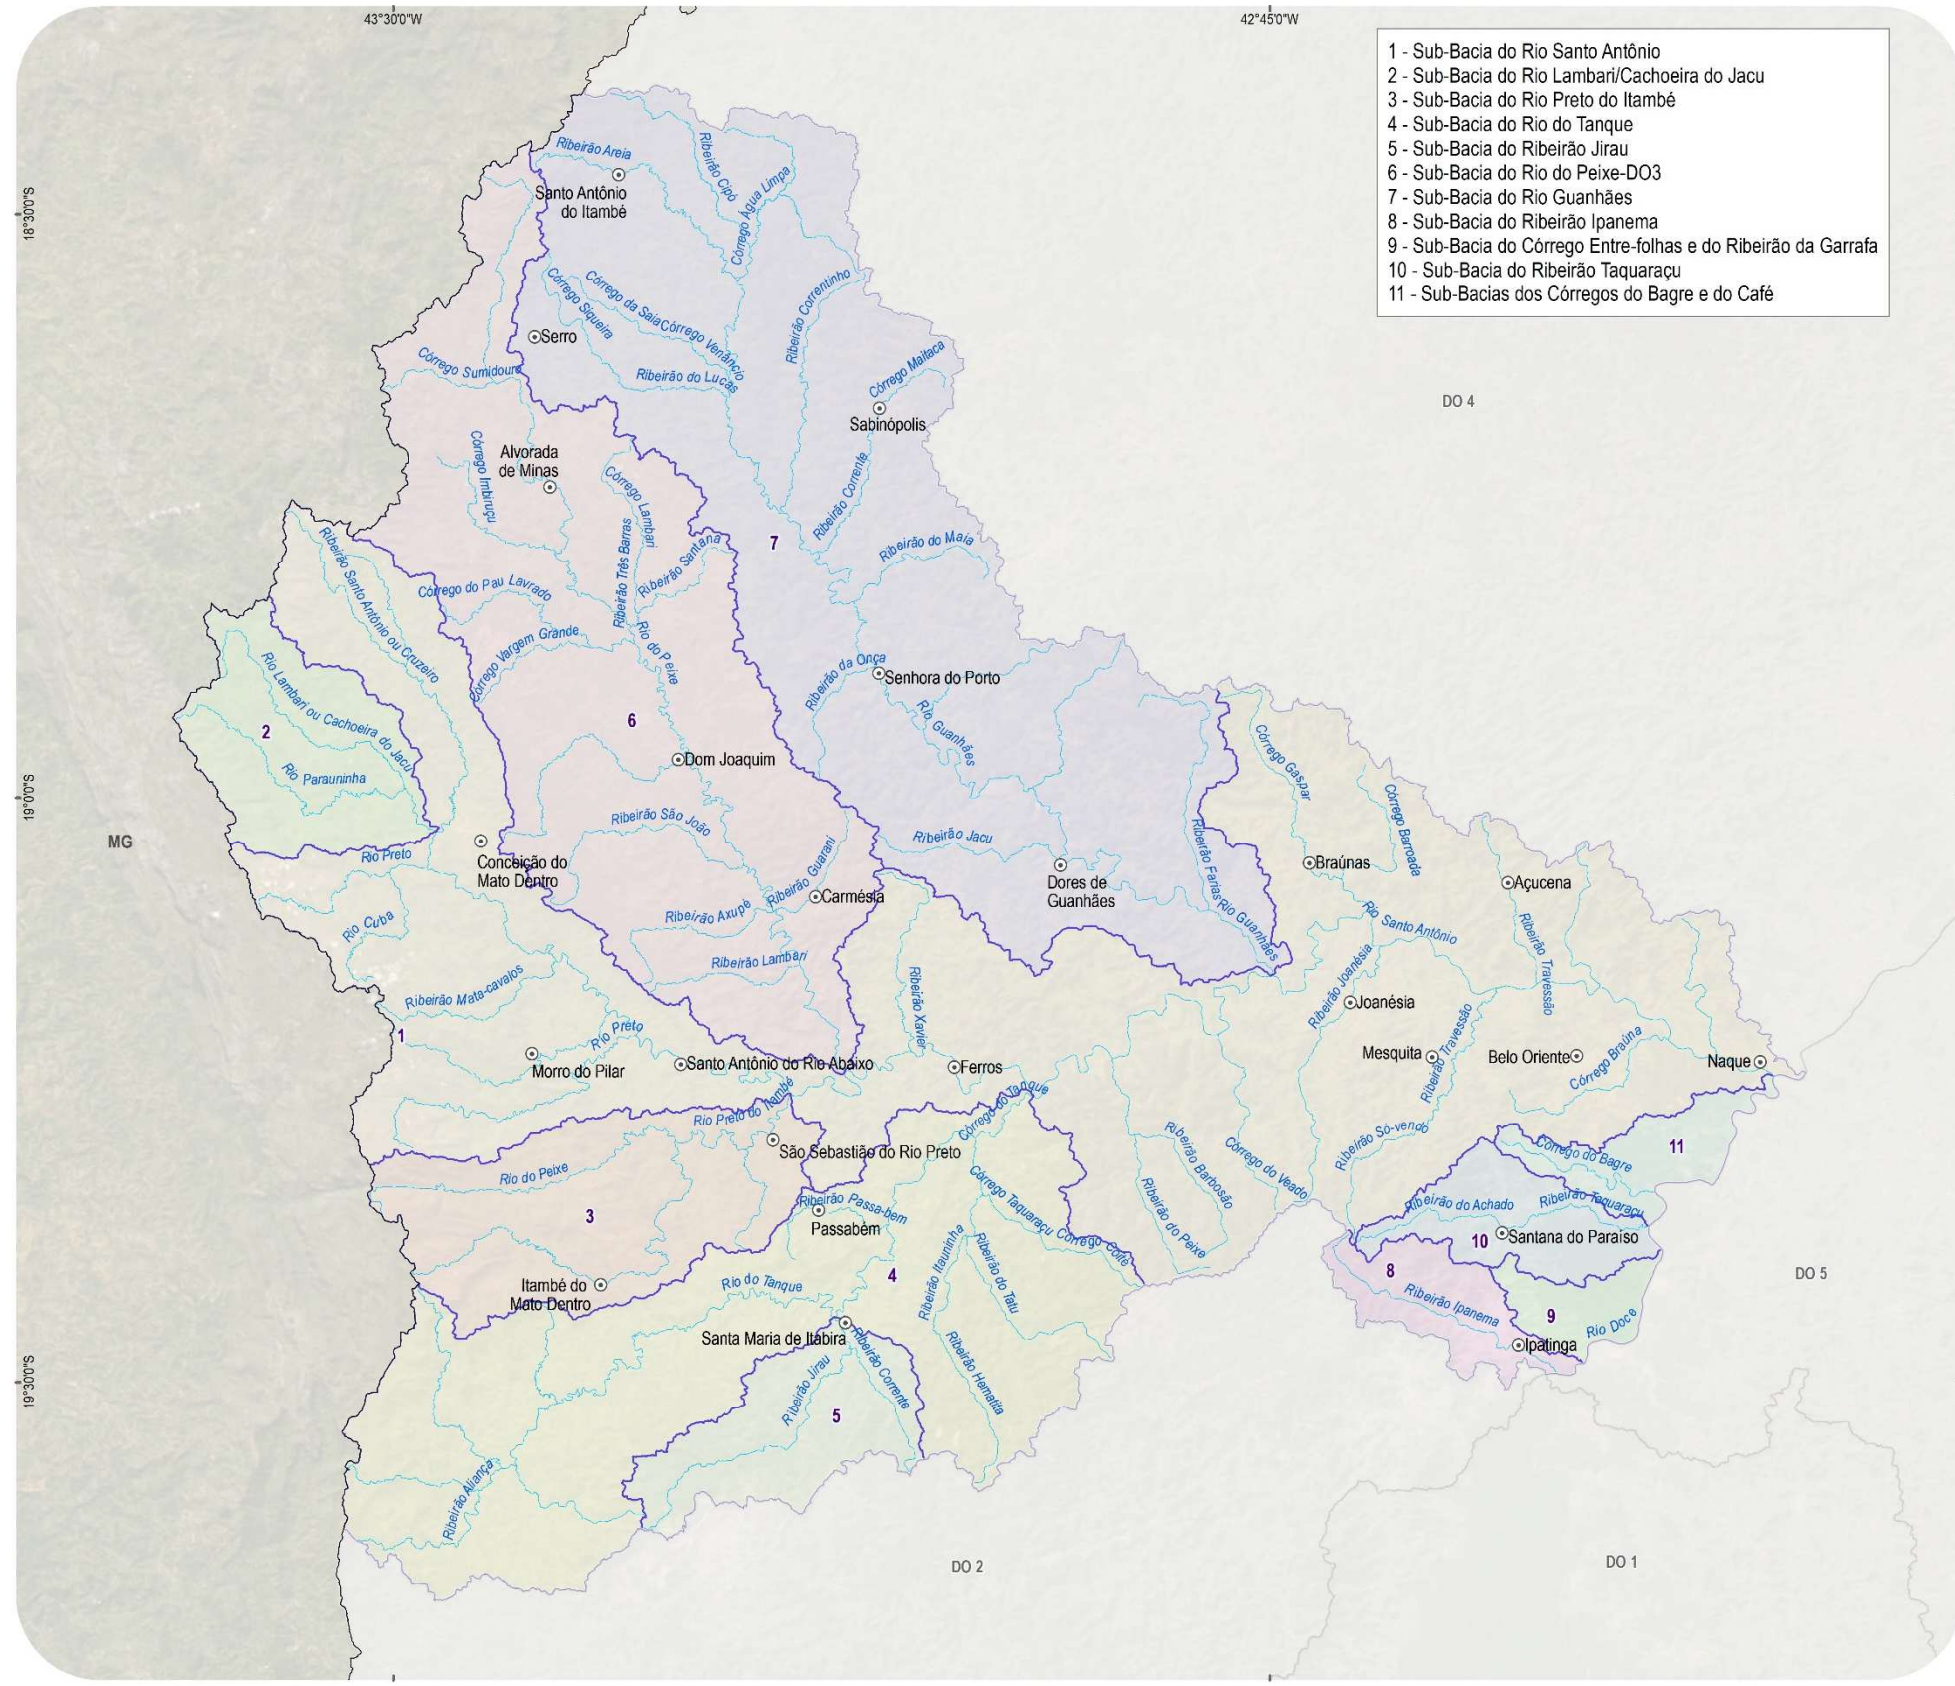 43°30'0"W
42°45'0"W
1 - Sub-Bacia do Rio Santo Antônio
2 - Sub-Bacia do Rio Lambari/Cachoeira do Jacu
3 - Sub-Bacia do Rio Preto do Itambé
4 - Sub-Bacia do Rio do Tanque
5 - Sub-Bacia do Ribeirão Jirau
6 - Sub-Bacia do Rio do Peixe-DO3
7 - Sub-Bacia do Rio Guanhães
8 - Sub-Bacia do Ribeirão Ipanema
9 - Sub-Bacia do Córrego Entre-folhas e do Ribeirão da Garrafa
10 - Sub-Bacia do Ribeirão Taquaraçu
11 - Sub-Bacias dos Córregos do Bagre e do Café
Ribeirão Areia
Ribeirão Cipó
Córrego Água Limpa
Santo Antônio
do Itambé
18°30'0"S
Córrego da Saia
Córrego Siqueira
Córrego Venâncio
Ribeirão Correntinho
Serro
Córrego Sumidouro
Ribeirão do Lucas
Córrego Maitaca
Sabinópolis
DO 4
Alvorada
de Minas
Córrego Imbiruçu
Córrego Lambari
Ribeirão Corrente
7
Ribeirão do Maia
Ribeirão Três Barras
Ribeirão Santana
Ribeirão Santo Antônio ou Cruzeiro
Córrego do Pau Lavrado
Córrego Vargem Grande
Rio do Peixe
Ribeirão da Onça
Senhora do Porto
Rio Guanhães
Rio Lambari ou Cachoeira do Jacu
2
6
Rio Parauninha
Dom Joaquim
Córrego Gaspar
Córrego Barroada
19°0'0"S
MG
Ribeirão São João
Ribeirão Jacu
Ribeirão Farias
Rio Preto
Conceição do
Mato Dentro
Ribeirão Guarani
Carmésia
Dores de
Guanhães
Braúnas
Açucena
Rio Cuba
Ribeirão Axupé
Rio Guanhães
Rio Santo Antônio
Ribeirão Travessão
Ribeirão Lambari
Ribeirão Mata-cavalos
Ribeirão Xavier
Ribeirão Joanésia
Joanésia
1
Rio Preto
Morro do Pilar
Santo Antônio do Rio Abaixo
Ferros
Mesquita
Ribeirão Travessão
Belo Oriente
Córrego Braúna
Naque
Rio Preto do Itambé
Córrego do Tanque
São Sebastião do Rio Preto
Ribeirão Barbosão
Córrego do Veado
Ribeirão Só-vendo
Córrego do Bagre
11
Rio do Peixe
3
Ribeirão Passa-bem
Passabém
Córrego Taquaraçu
Córrego Coité
Ribeirão do Peixe
Ribeirão do Achado
Ribeirão Taquaraçu
10
Santana do Paraíso
4
Ribeirão Itauninha
Ribeirão do Tatu
8
DO 5
Itambé do
Mato Dentro
Rio do Tanque
Ribeirão Ipanema
9
Rio Doce
Ipatinga
Santa Maria de Itabira
Ribeirão Jirau
Ribeirão Corrente
Ribeirão Hematita
19°30'0"S
5
Ribeirão Aliança
DO 2
DO 1